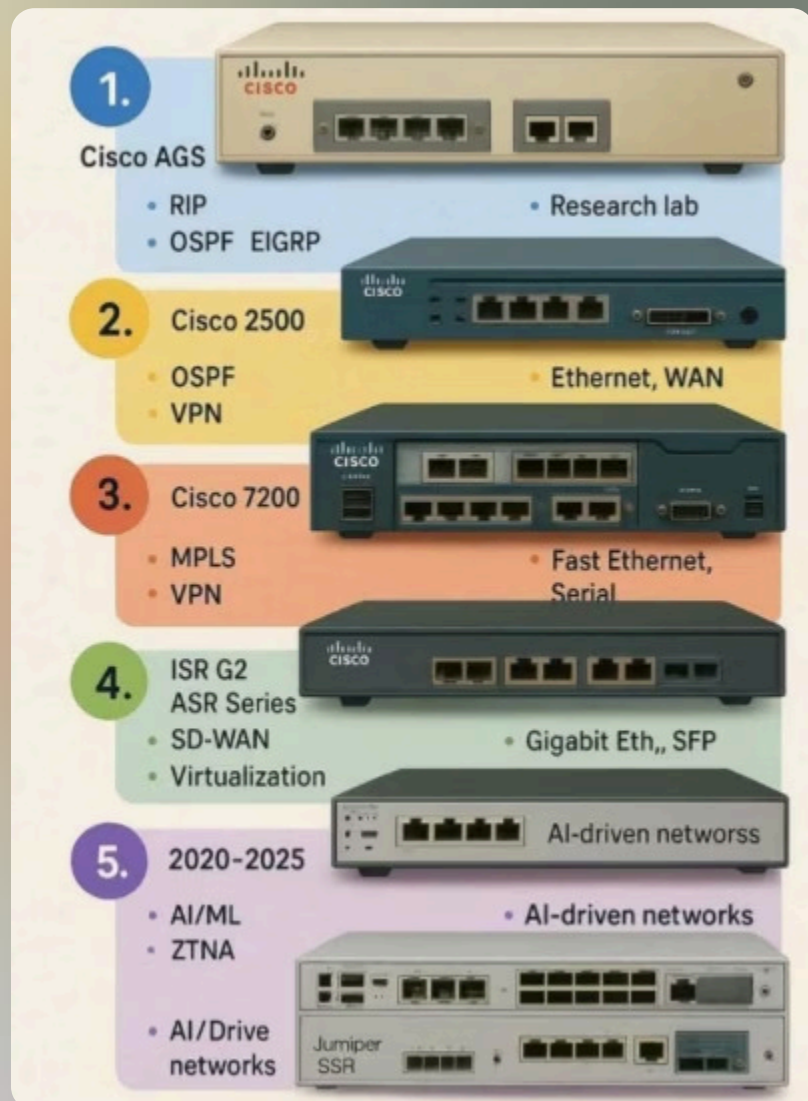 1.
CISCO
Cisco AGS
• RIP
• Research lab
• OSPF EIGRP
CISCO
2. Cisco 2500
• OSPF
• Ethernet, WAN
• VPN
CISCO
3. Cisco 7200
• MPLS
• Fast Ethernet,
Serial
• VPN
CISCO
4. ISR G2
ASR Series
• SD-WAN
• Gigabit Eth,, SFP
• Virtualization
AI-driven networss
5. 2020-2025
• AI/ML
• AI-driven networks
• ZTNA
• AI/Drive
networks
Jumiper
SSR